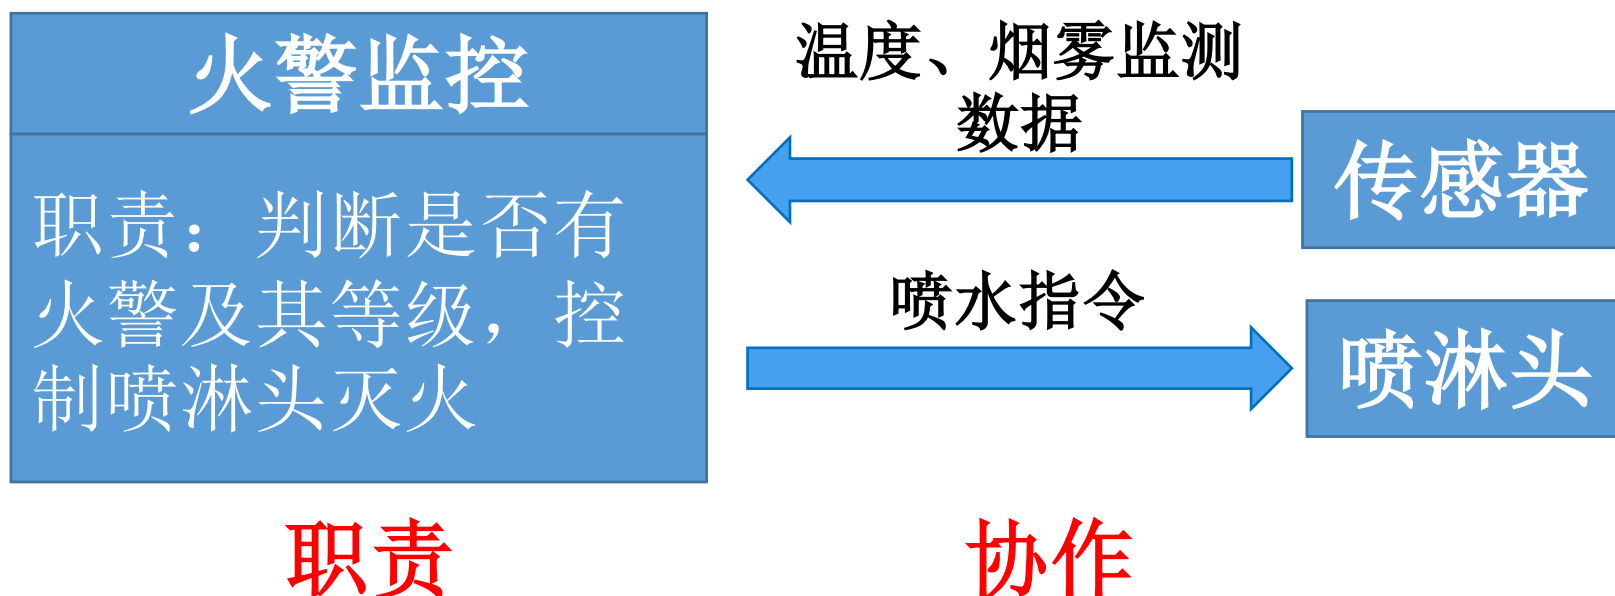 火警监控
职责：判断是否有
火警及其等级，控
制喷淋头灭火
温度、烟雾监测
数据
传感器
喷水指令
喷淋头
职责
协作